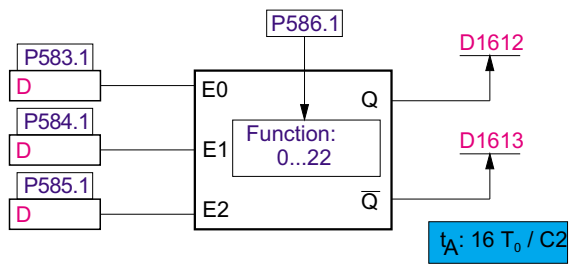 P586.1
D1612
P583.1
D
E0
Q
P584.1
D
E1
Function:
0...22
D1613
P585.1
D
E2
Q̅
t_A: 16 T₀ / C2